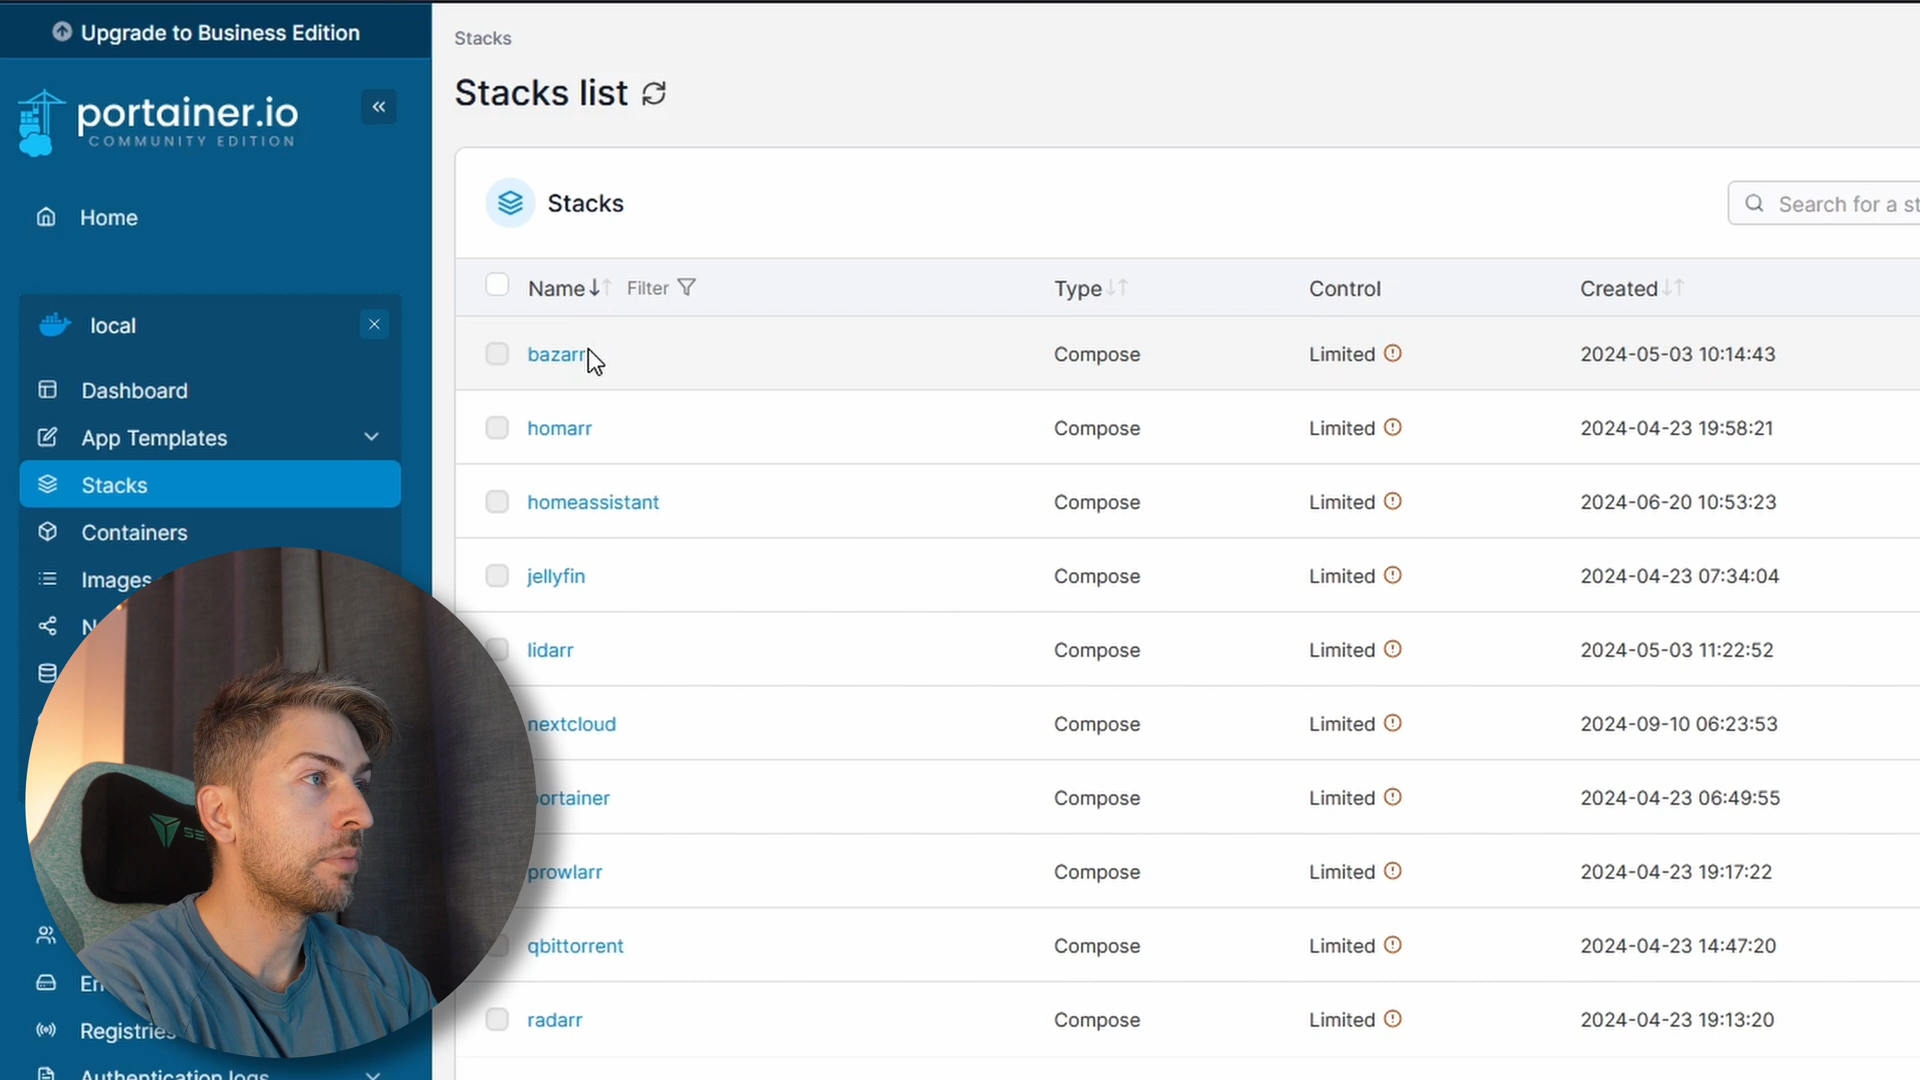 Upgrade to Business Edition
portainer.io
COMMUNITY EDITION
Home
local
Dashboard
App Templates
Stacks
Containers
Images
Registries
Authentication logs
Stacks
Stacks list
Stacks
Search for a st
Name Filter Type Control Created
bazarr Compose Limited 2024-05-03 10:14:43
homarr Compose Limited 2024-04-23 19:58:21
homeassistant Compose Limited 2024-06-20 10:53:23
jellyfin Compose Limited 2024-04-23 07:34:04
lidarr Compose Limited 2024-05-03 11:22:52
nextcloud Compose Limited 2024-09-10 06:23:53
portainer Compose Limited 2024-04-23 06:49:55
prowlarr Compose Limited 2024-04-23 19:17:22
qbittorrent Compose Limited 2024-04-23 14:47:20
radarr Compose Limited 2024-04-23 19:13:20